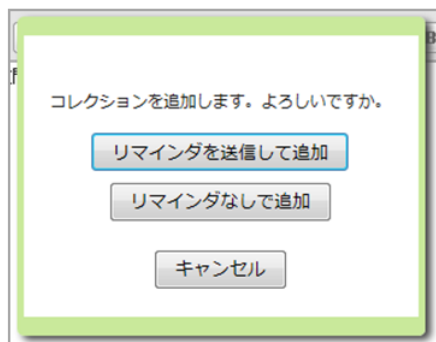 コレクションを追加します。よろしいですか。
リマインダを送信して追加
リマインダなしで追加
キャンセル